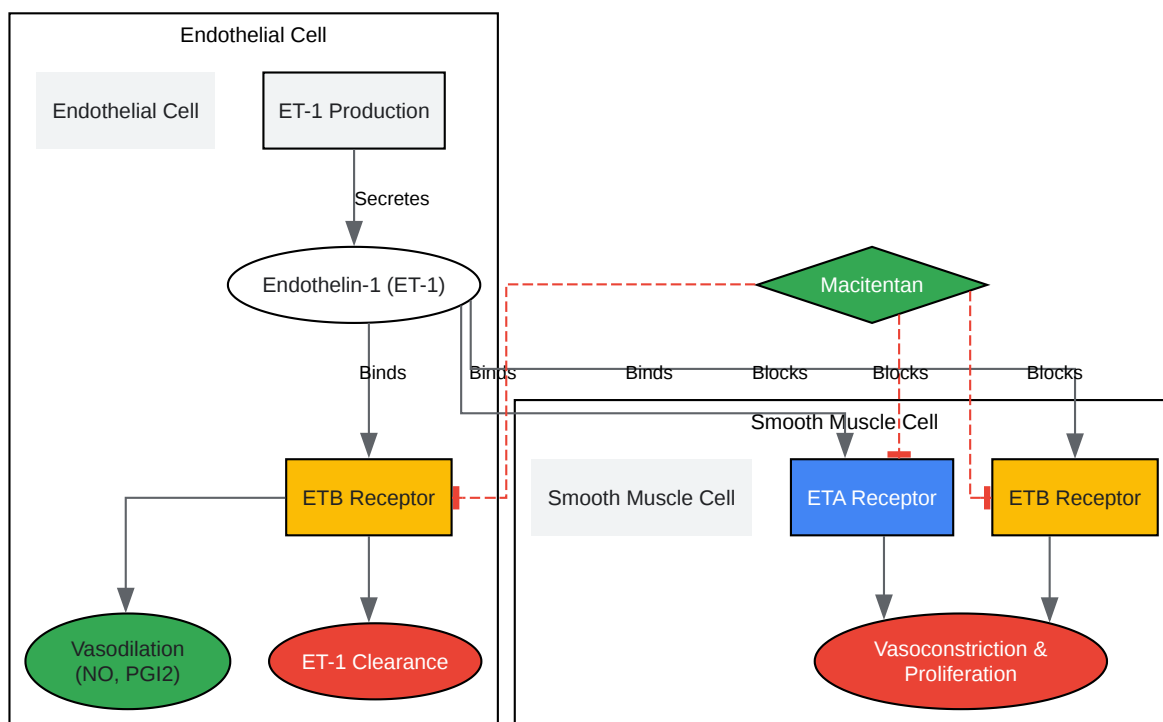 Endothelial Cell
Endothelial Cell
ET-1 Production
Secretes
Endothelin-1 (ET-1)
Macitentan
Binds
Binds
Binds
Blocks
Blocks
Blocks
Smooth Muscle Cell
ETB Receptor
Smooth Muscle Cell
ETA Receptor
ETB Receptor
Vasodilation
(NO, PGI2)
ET-1 Clearance
Vasoconstriction &
Proliferation